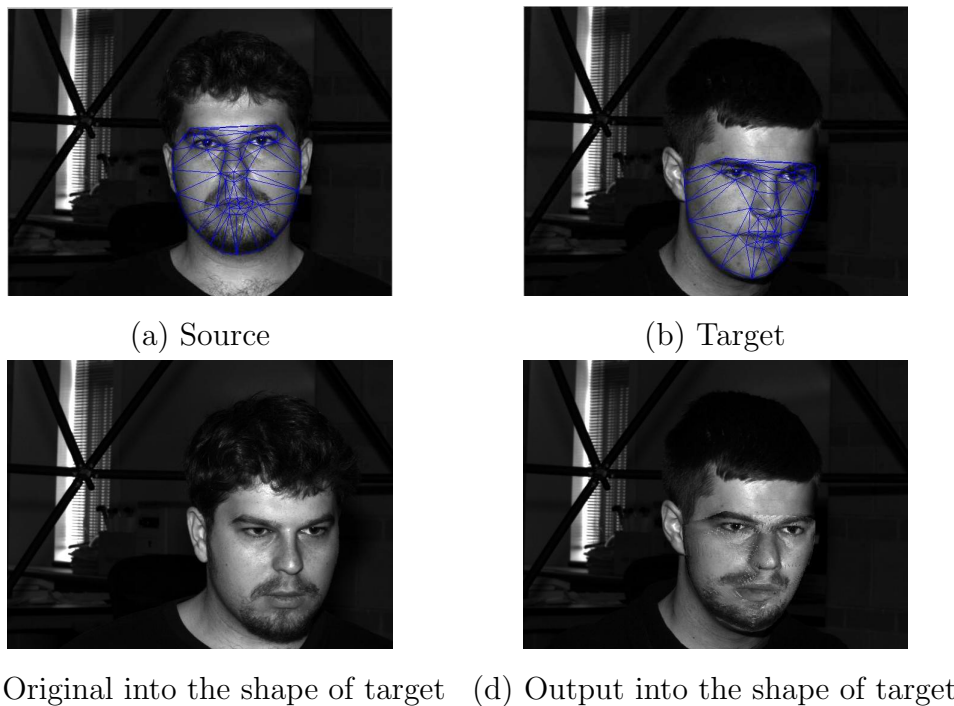 (a) Source
(b) Target
Original into the shape of target
(d) Output into the shape of target